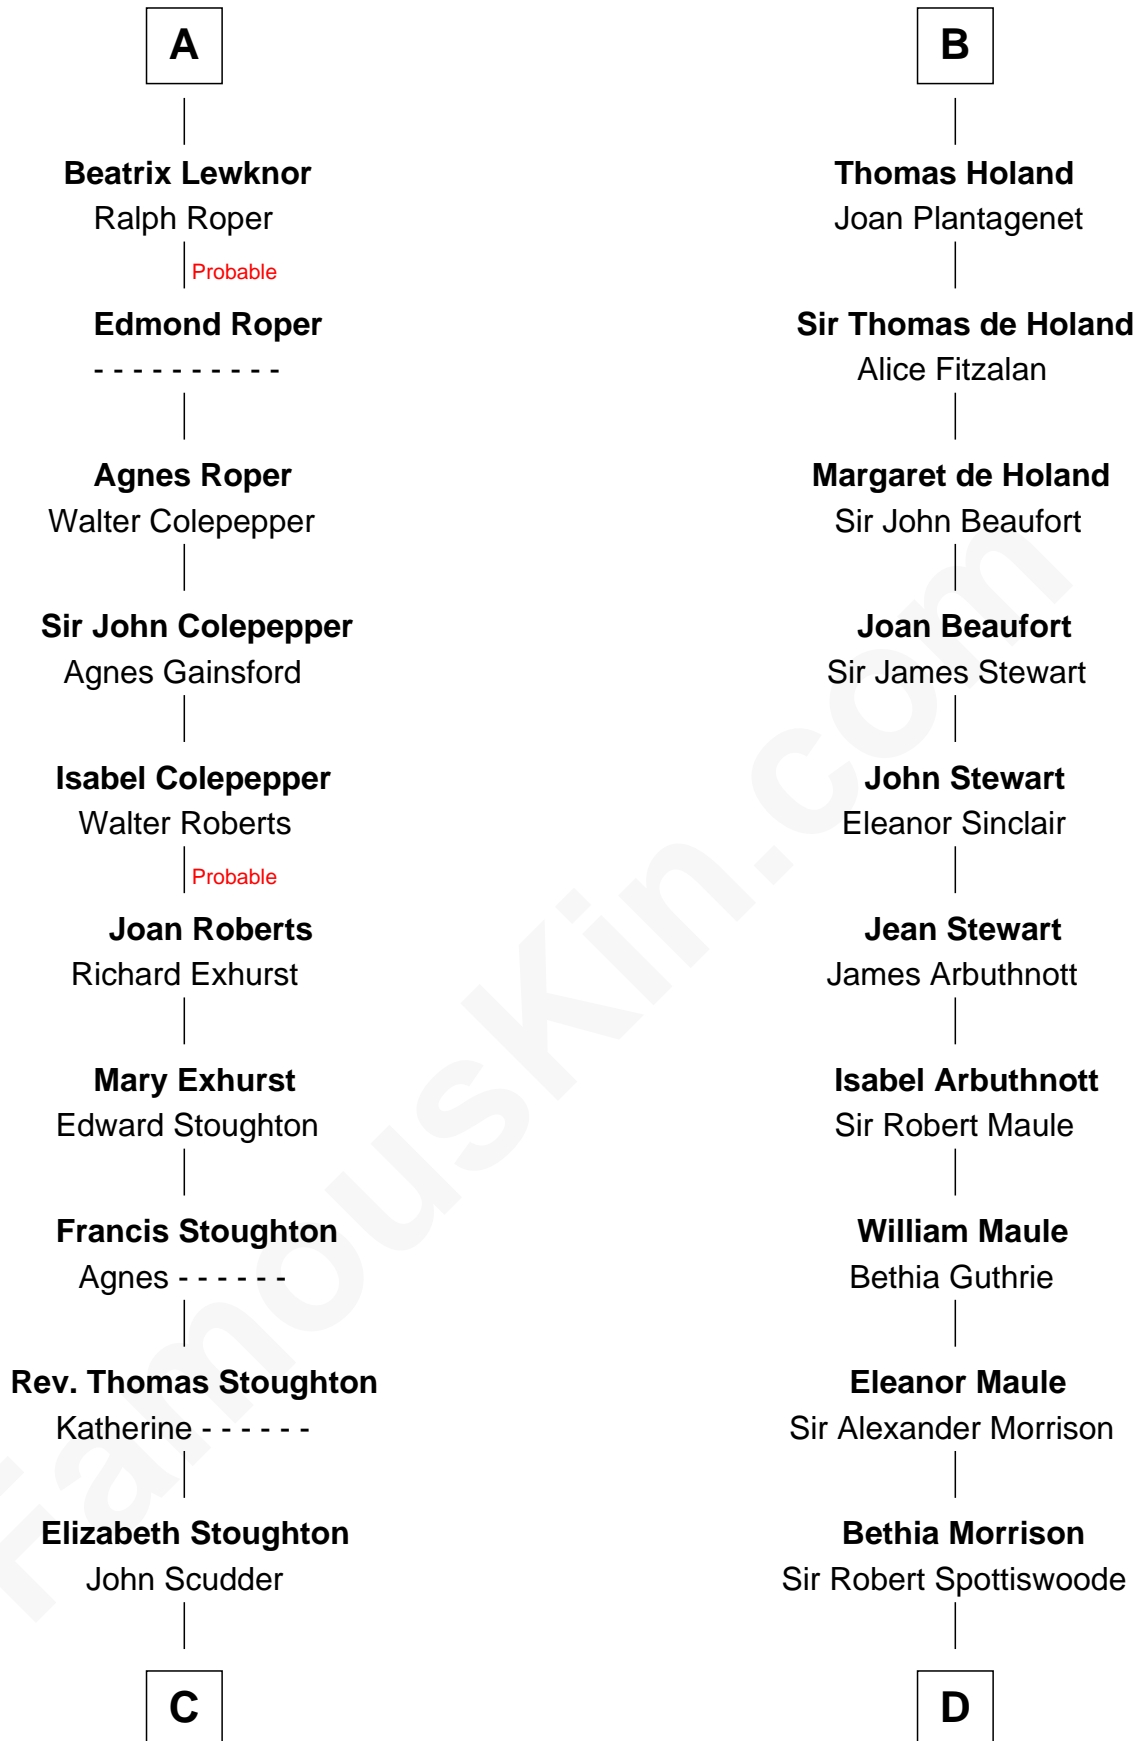 A
Beatrix Lewknor
Ralph Roper
Probable
Edmond Roper
- - - - - - - - - -
Agnes Roper
Walter Colepepper
Sir John Colepepper
Agnes Gainsford
Isabel Colepepper
Walter Roberts
Probable
Joan Roberts
Richard Exhurst
Mary Exhurst
Edward Stoughton
Francis Stoughton
Agnes - - - - - -
Rev. Thomas Stoughton
Katherine - - - - - -
Elizabeth Stoughton
John Scudder
C
B
Thomas Holand
Joan Plantagenet
Sir Thomas de Holand
Alice Fitzalan
Margaret de Holand
Sir John Beaufort
Joan Beaufort
Sir James Stewart
John Stewart
Eleanor Sinclair
Jean Stewart
James Arbuthnott
Isabel Arbuthnott
Sir Robert Maule
William Maule
Bethia Guthrie
Eleanor Maule
Sir Alexander Morrison
Bethia Morrison
Sir Robert Spottiswoode
D
FamousKin.com